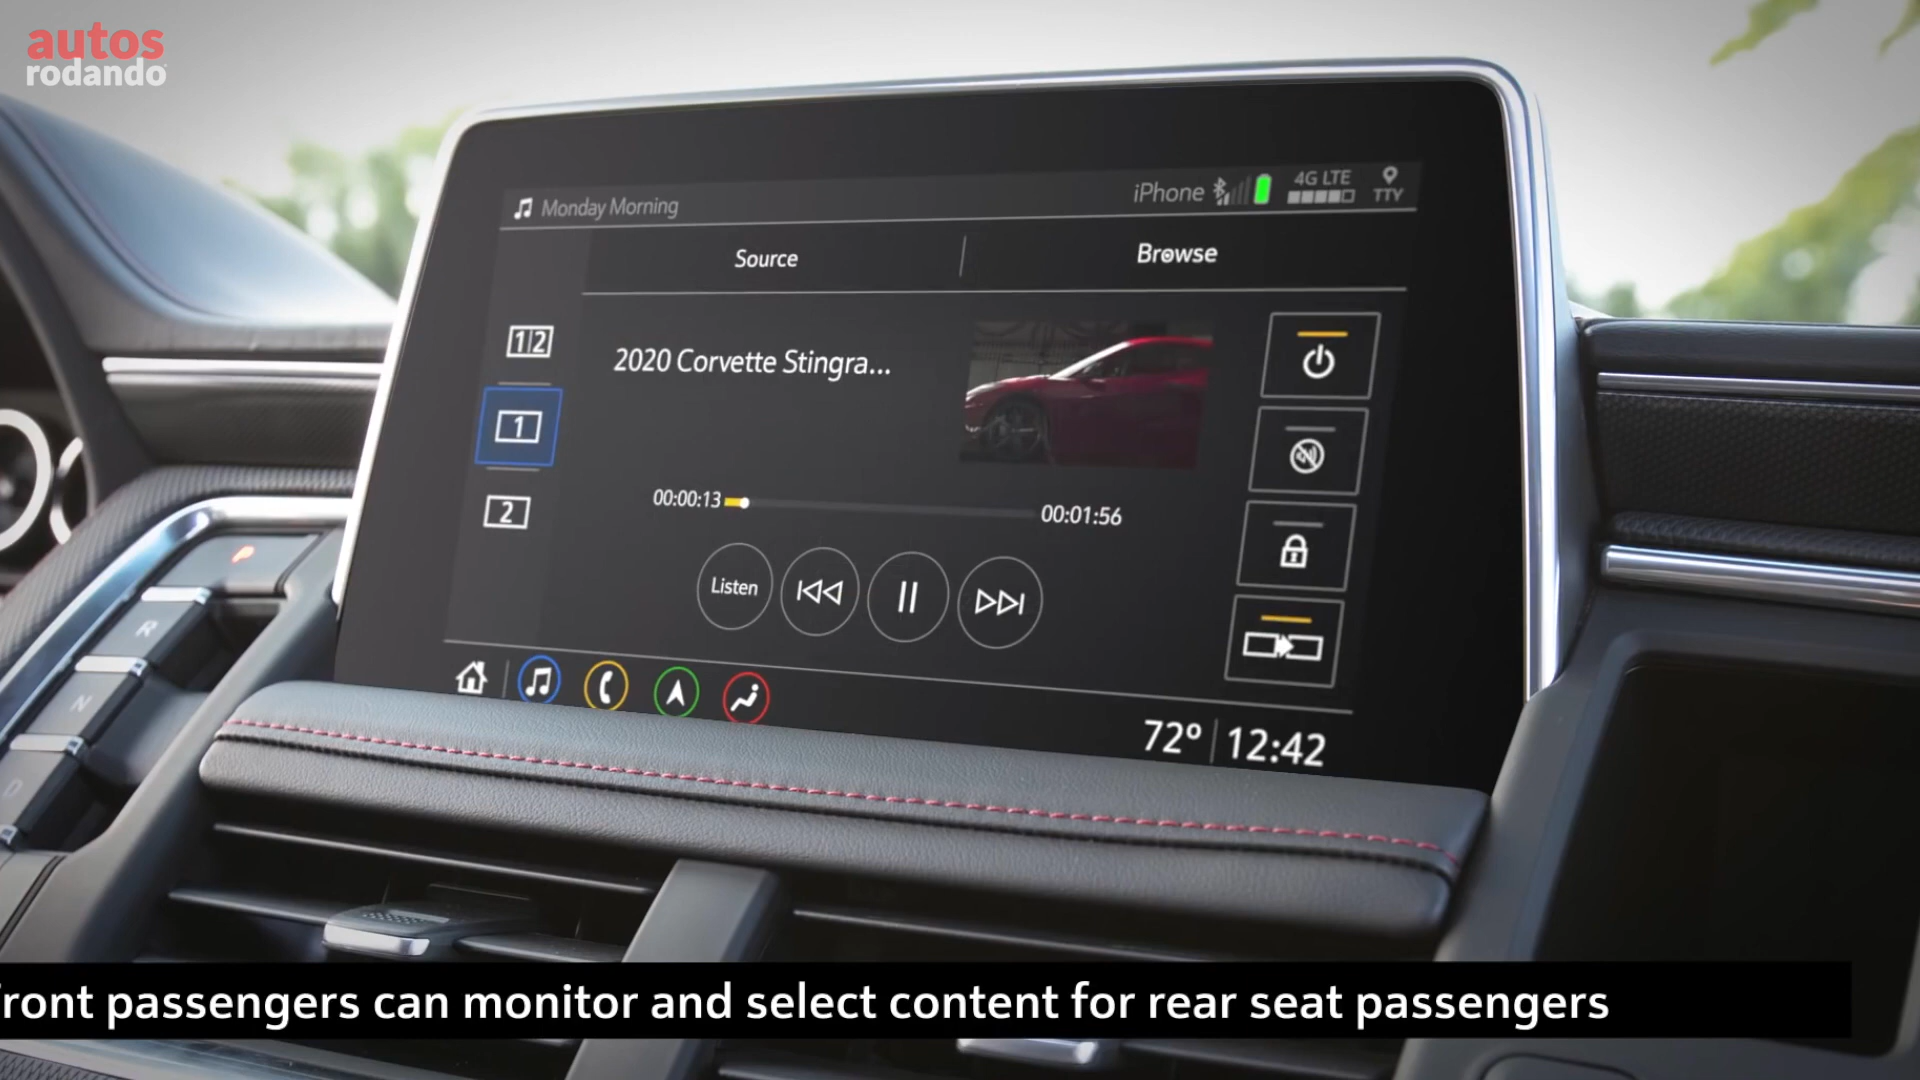 autos
rodando
Monday Morning
iPhone
4G LTE
TTY
Source
Browse
1|2
2020 Corvette Stingra...
1
00:00:13
00:01:56
2
Listen
72° 12:42
P
R
N
D
front passengers can monitor and select content for rear seat passengers